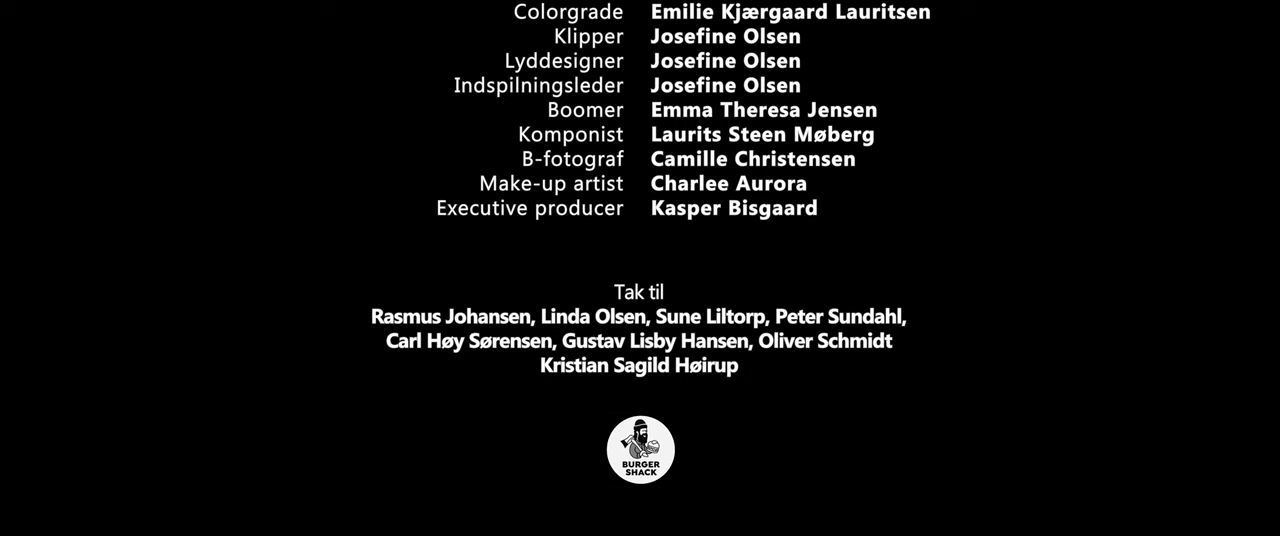 Colorgrade Emilie Kjærgaard Lauritsen
Klipper Josefine Olsen
Lyddesigner Josefine Olsen
Indspilningsleder Josefine Olsen
Boomer Emma Theresa Jensen
Komponist Laurits Steen Møberg
B-fotograf Camille Christensen
Make-up artist Charlee Aurora
Executive producer Kasper Bisgaard
Tak til
Rasmus Johansen, Linda Olsen, Sune Liltorp, Peter Sundahl,
Carl Høy Sørensen, Gustav Lisby Hansen, Oliver Schmidt
Kristian Sagild Høirup
BURGER
SHACK